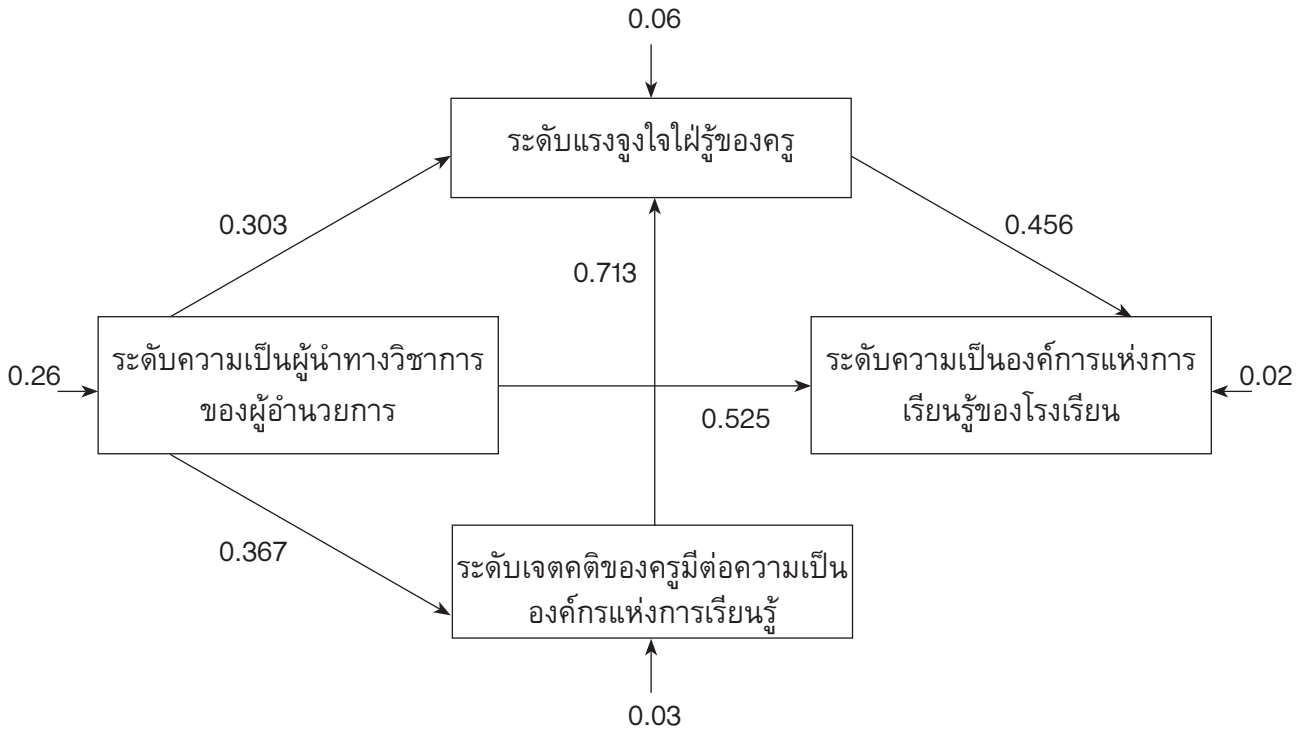 0.06
ระดับแรงจูงใจใฝ่รู้ของครู
0.303
0.456
0.713
ระดับความเป็นผู้นำทางวิชาการ
ของผู้อำนวยการ
ระดับความเป็นองค์การแห่งการ
เรียนรู้ของโรงเรียน
0.26
0.02
0.525
0.367
ระดับเจตคติของครูมีต่อความเป็น
องค์กรแห่งการเรียนรู้
0.03